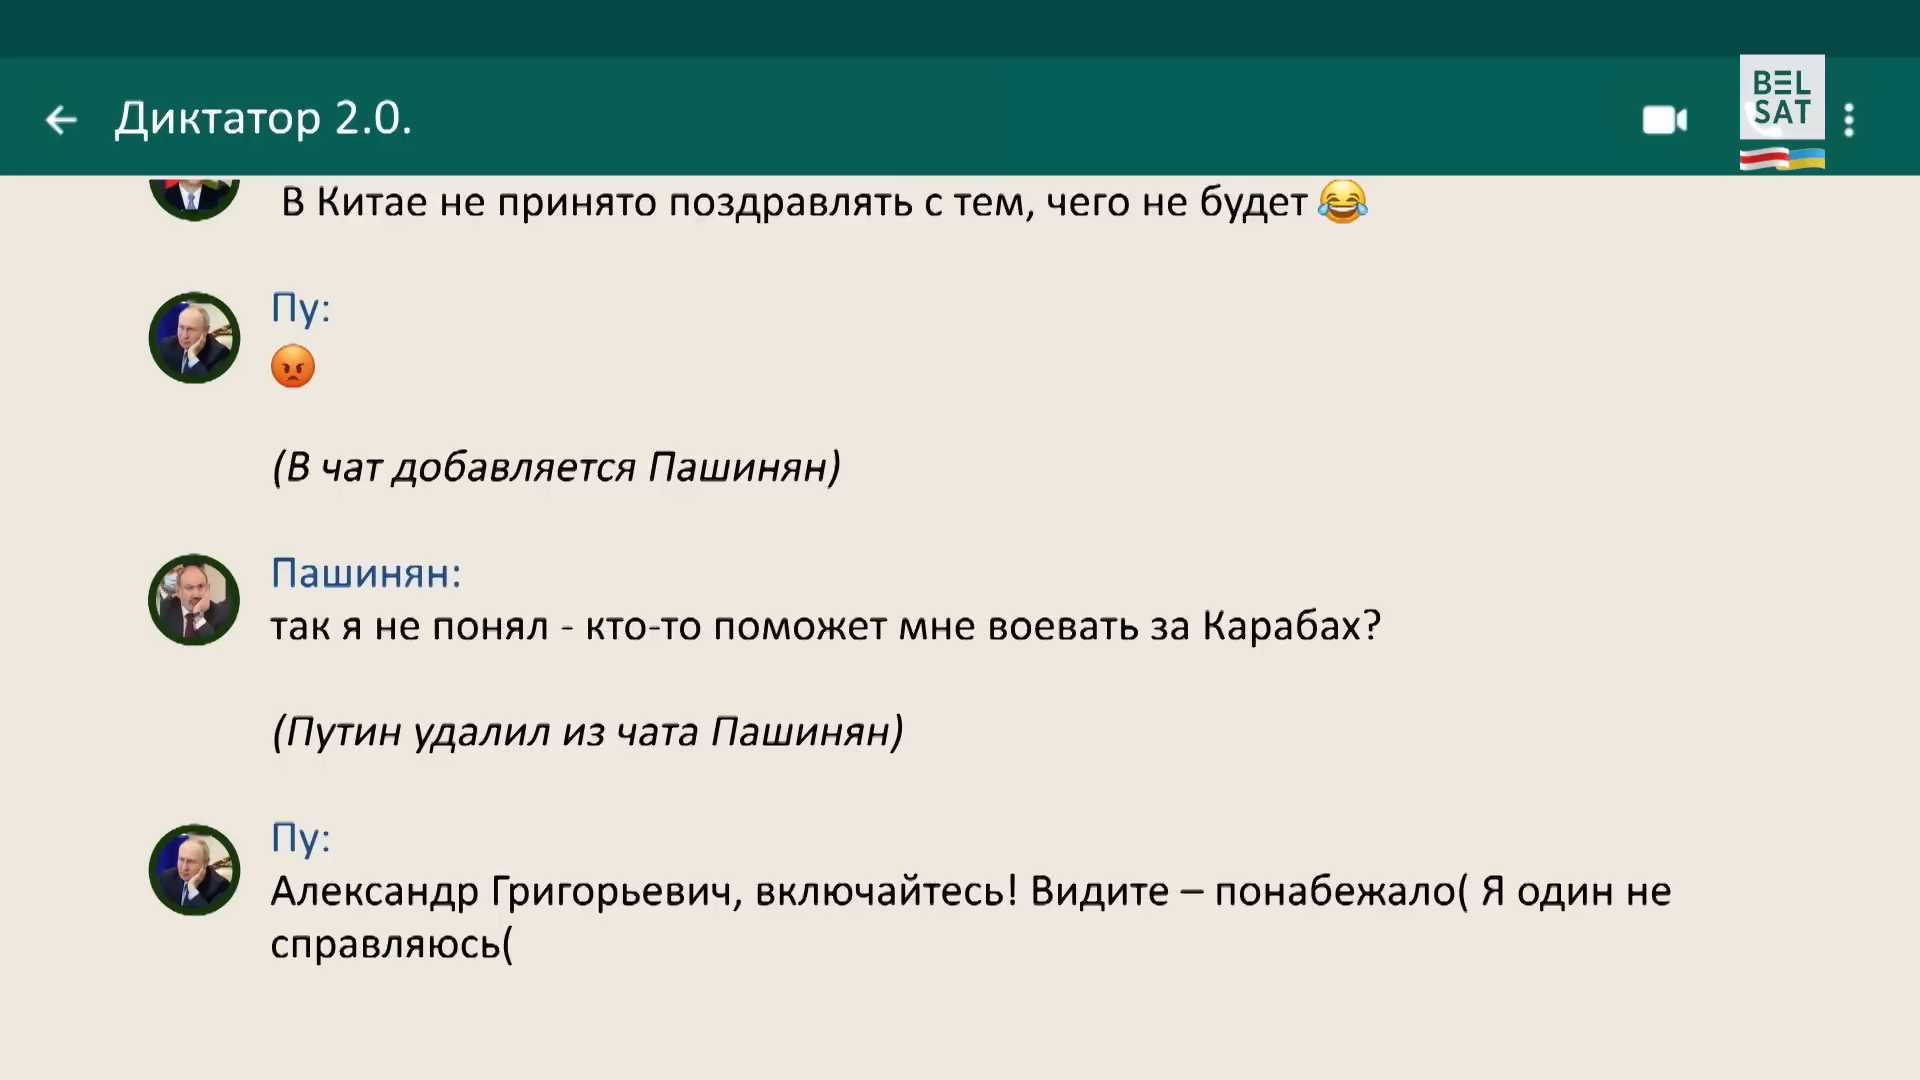 Диктатор 2.0.
BEL
SAT
В Китае не принято поздравлять с тем, чего не будет 😂
Пу:
😡
(В чат добавляется Пашинян)
Пашинян:
так я не понял - кто-то поможет мне воевать за Карабах?
(Путин удалил из чата Пашинян)
Пу:
Александр Григорьевич, включайтесь! Видите – понабежало( Я один не
справляюсь(